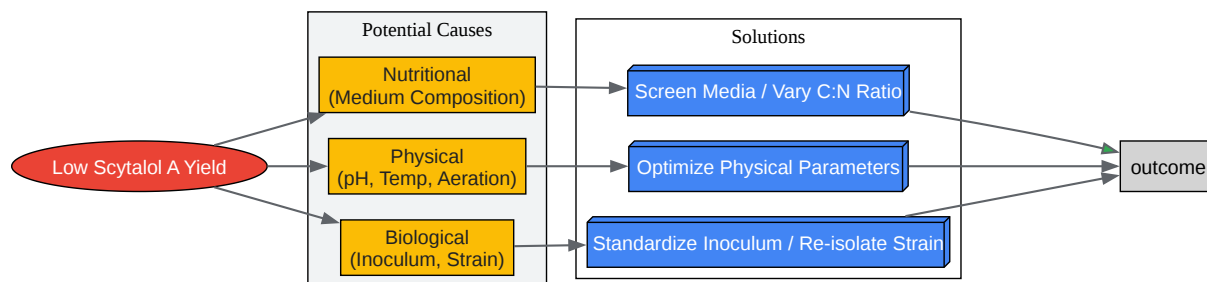 Potential Causes
Solutions
Low Scytalol A Yield
Nutritional
(Medium Composition)
Physical
(pH, Temp, Aeration)
Biological
(Inoculum, Strain)
Screen Media / Vary C:N Ratio
Optimize Physical Parameters
Standardize Inoculum / Re-isolate Strain
outcome